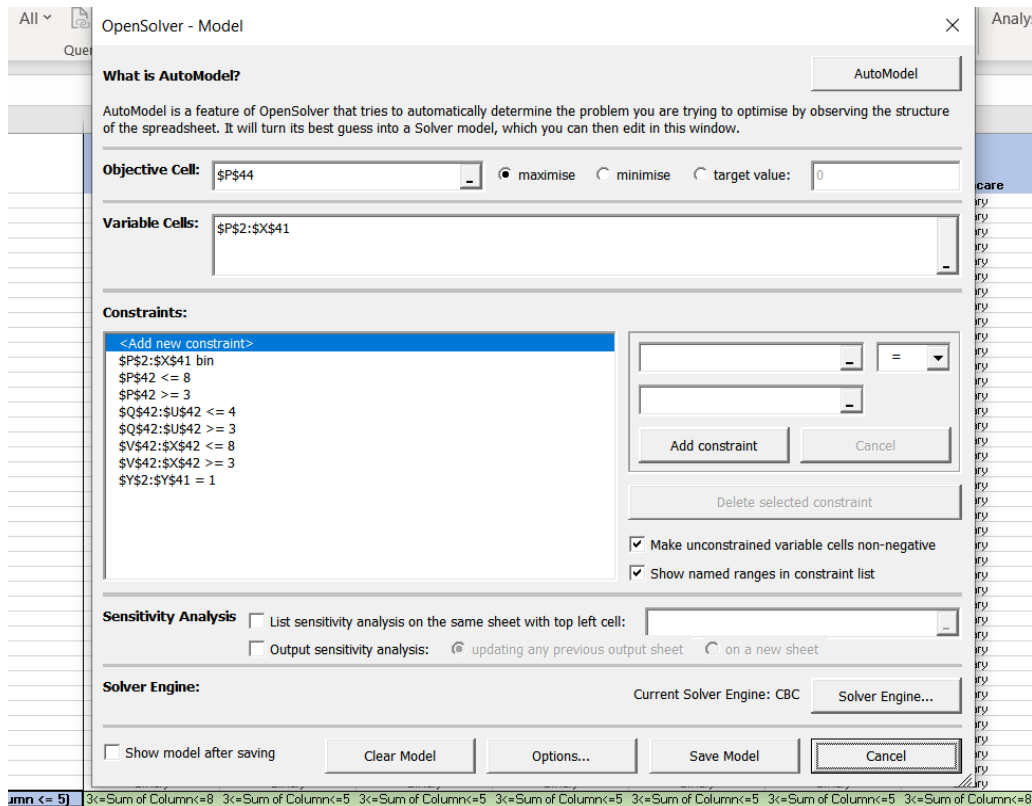 All
Analy
Quer
OpenSolver - Model
What is AutoModel?
AutoModel
AutoModel is a feature of OpenSolver that tries to automatically determine the problem you are trying to optimise by observing the structure
of the spreadsheet. It will turn its best guess into a Solver model, which you can then edit in this window.
Objective Cell:
$P$44
maximise
minimise
target value:
0
care
Variable Cells:
$P$2:$X$41
Constraints:
<Add new constraint>
$P$2:$X$41 bin
$P$42 <= 8
$P$42 >= 3
$Q$42:$U$42 <= 4
$Q$42:$U$42 >= 3
$V$42:$X$42 <= 8
$V$42:$X$42 >= 3
$Y$2:$Y$41 = 1
=
Add constraint
Cancel
Delete selected constraint
Make unconstrained variable cells non-negative
Show named ranges in constraint list
Sensitivity Analysis
List sensitivity analysis on the same sheet with top left cell:
Output sensitivity analysis:
updating any previous output sheet
on a new sheet
Solver Engine:
Current Solver Engine: CBC
Solver Engine...
Show model after saving
Clear Model
Options...
Save Model
Cancel
umn <= 5) 3<=Sum of Column<=8 3<=Sum of Column<=5 3<=Sum of Column<=5 3<=Sum of Column<=5 3<=Sum of Column<=5 3<=Sum of Column<=5 3<=Sum of Column<=8